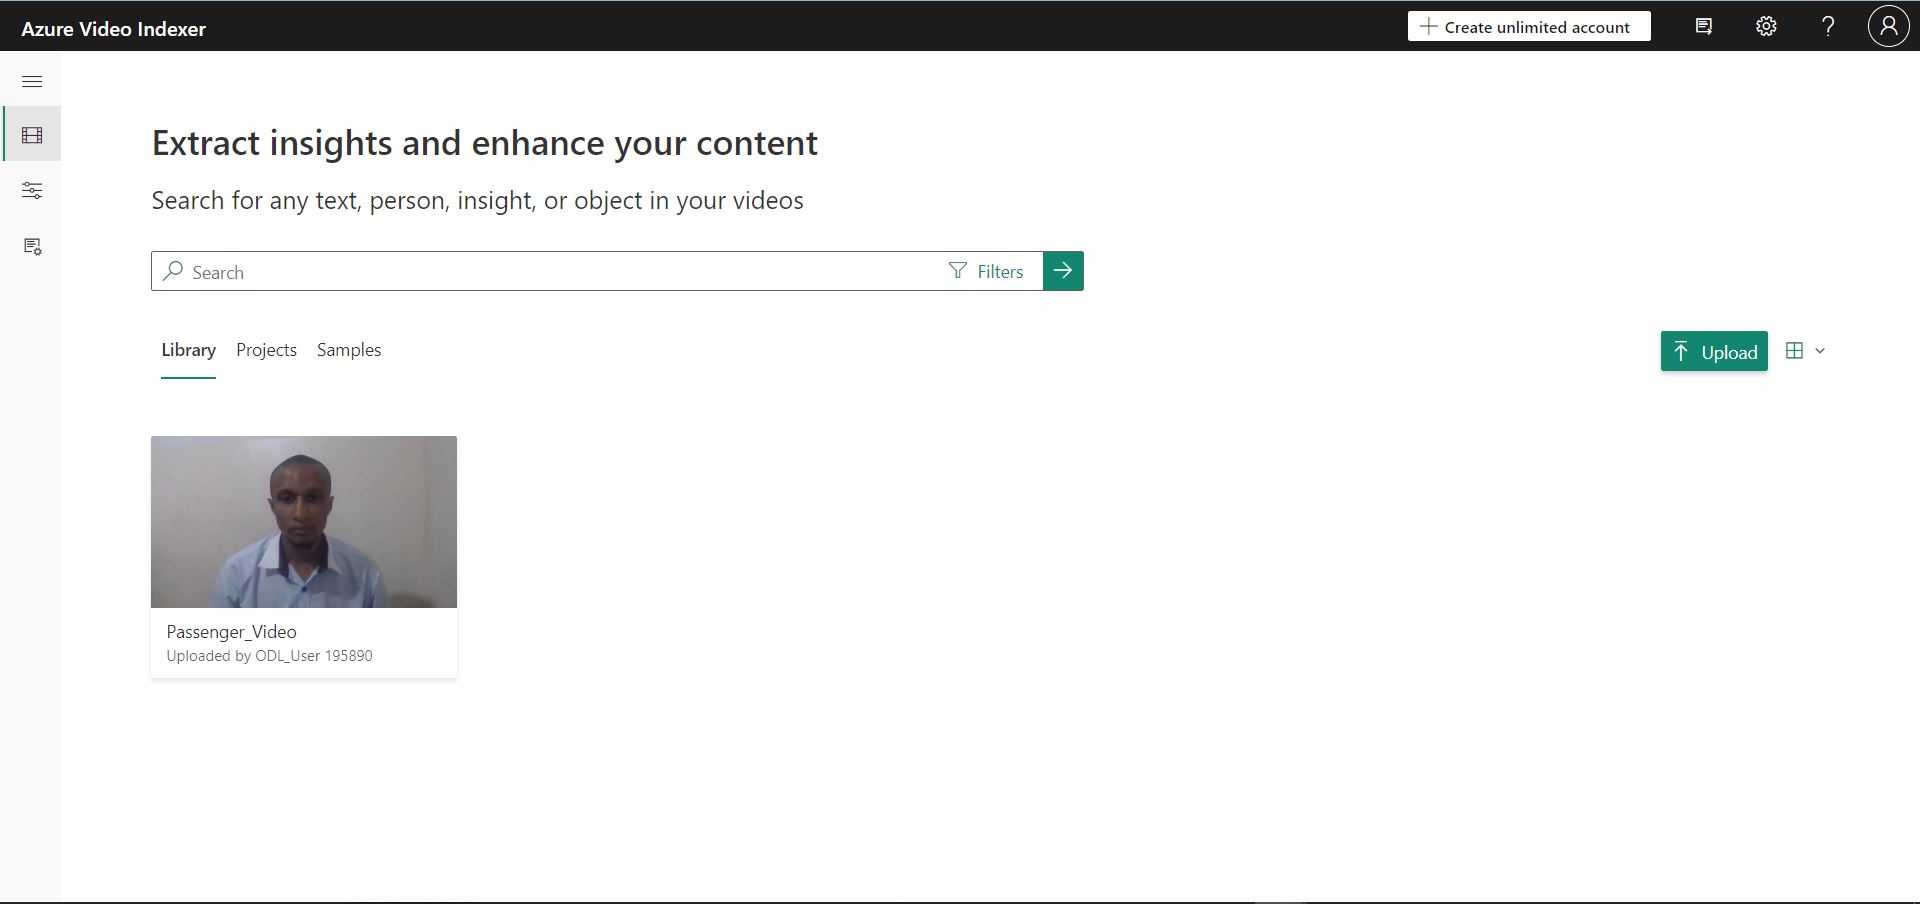 Azure Video Indexer
Create unlimited account
Extract insights and enhance your content
Search for any text, person, insight, or object in your videos
Search
Filters
Library Projects Samples
Upload
Passenger_Video
Uploaded by ODL_User 195890